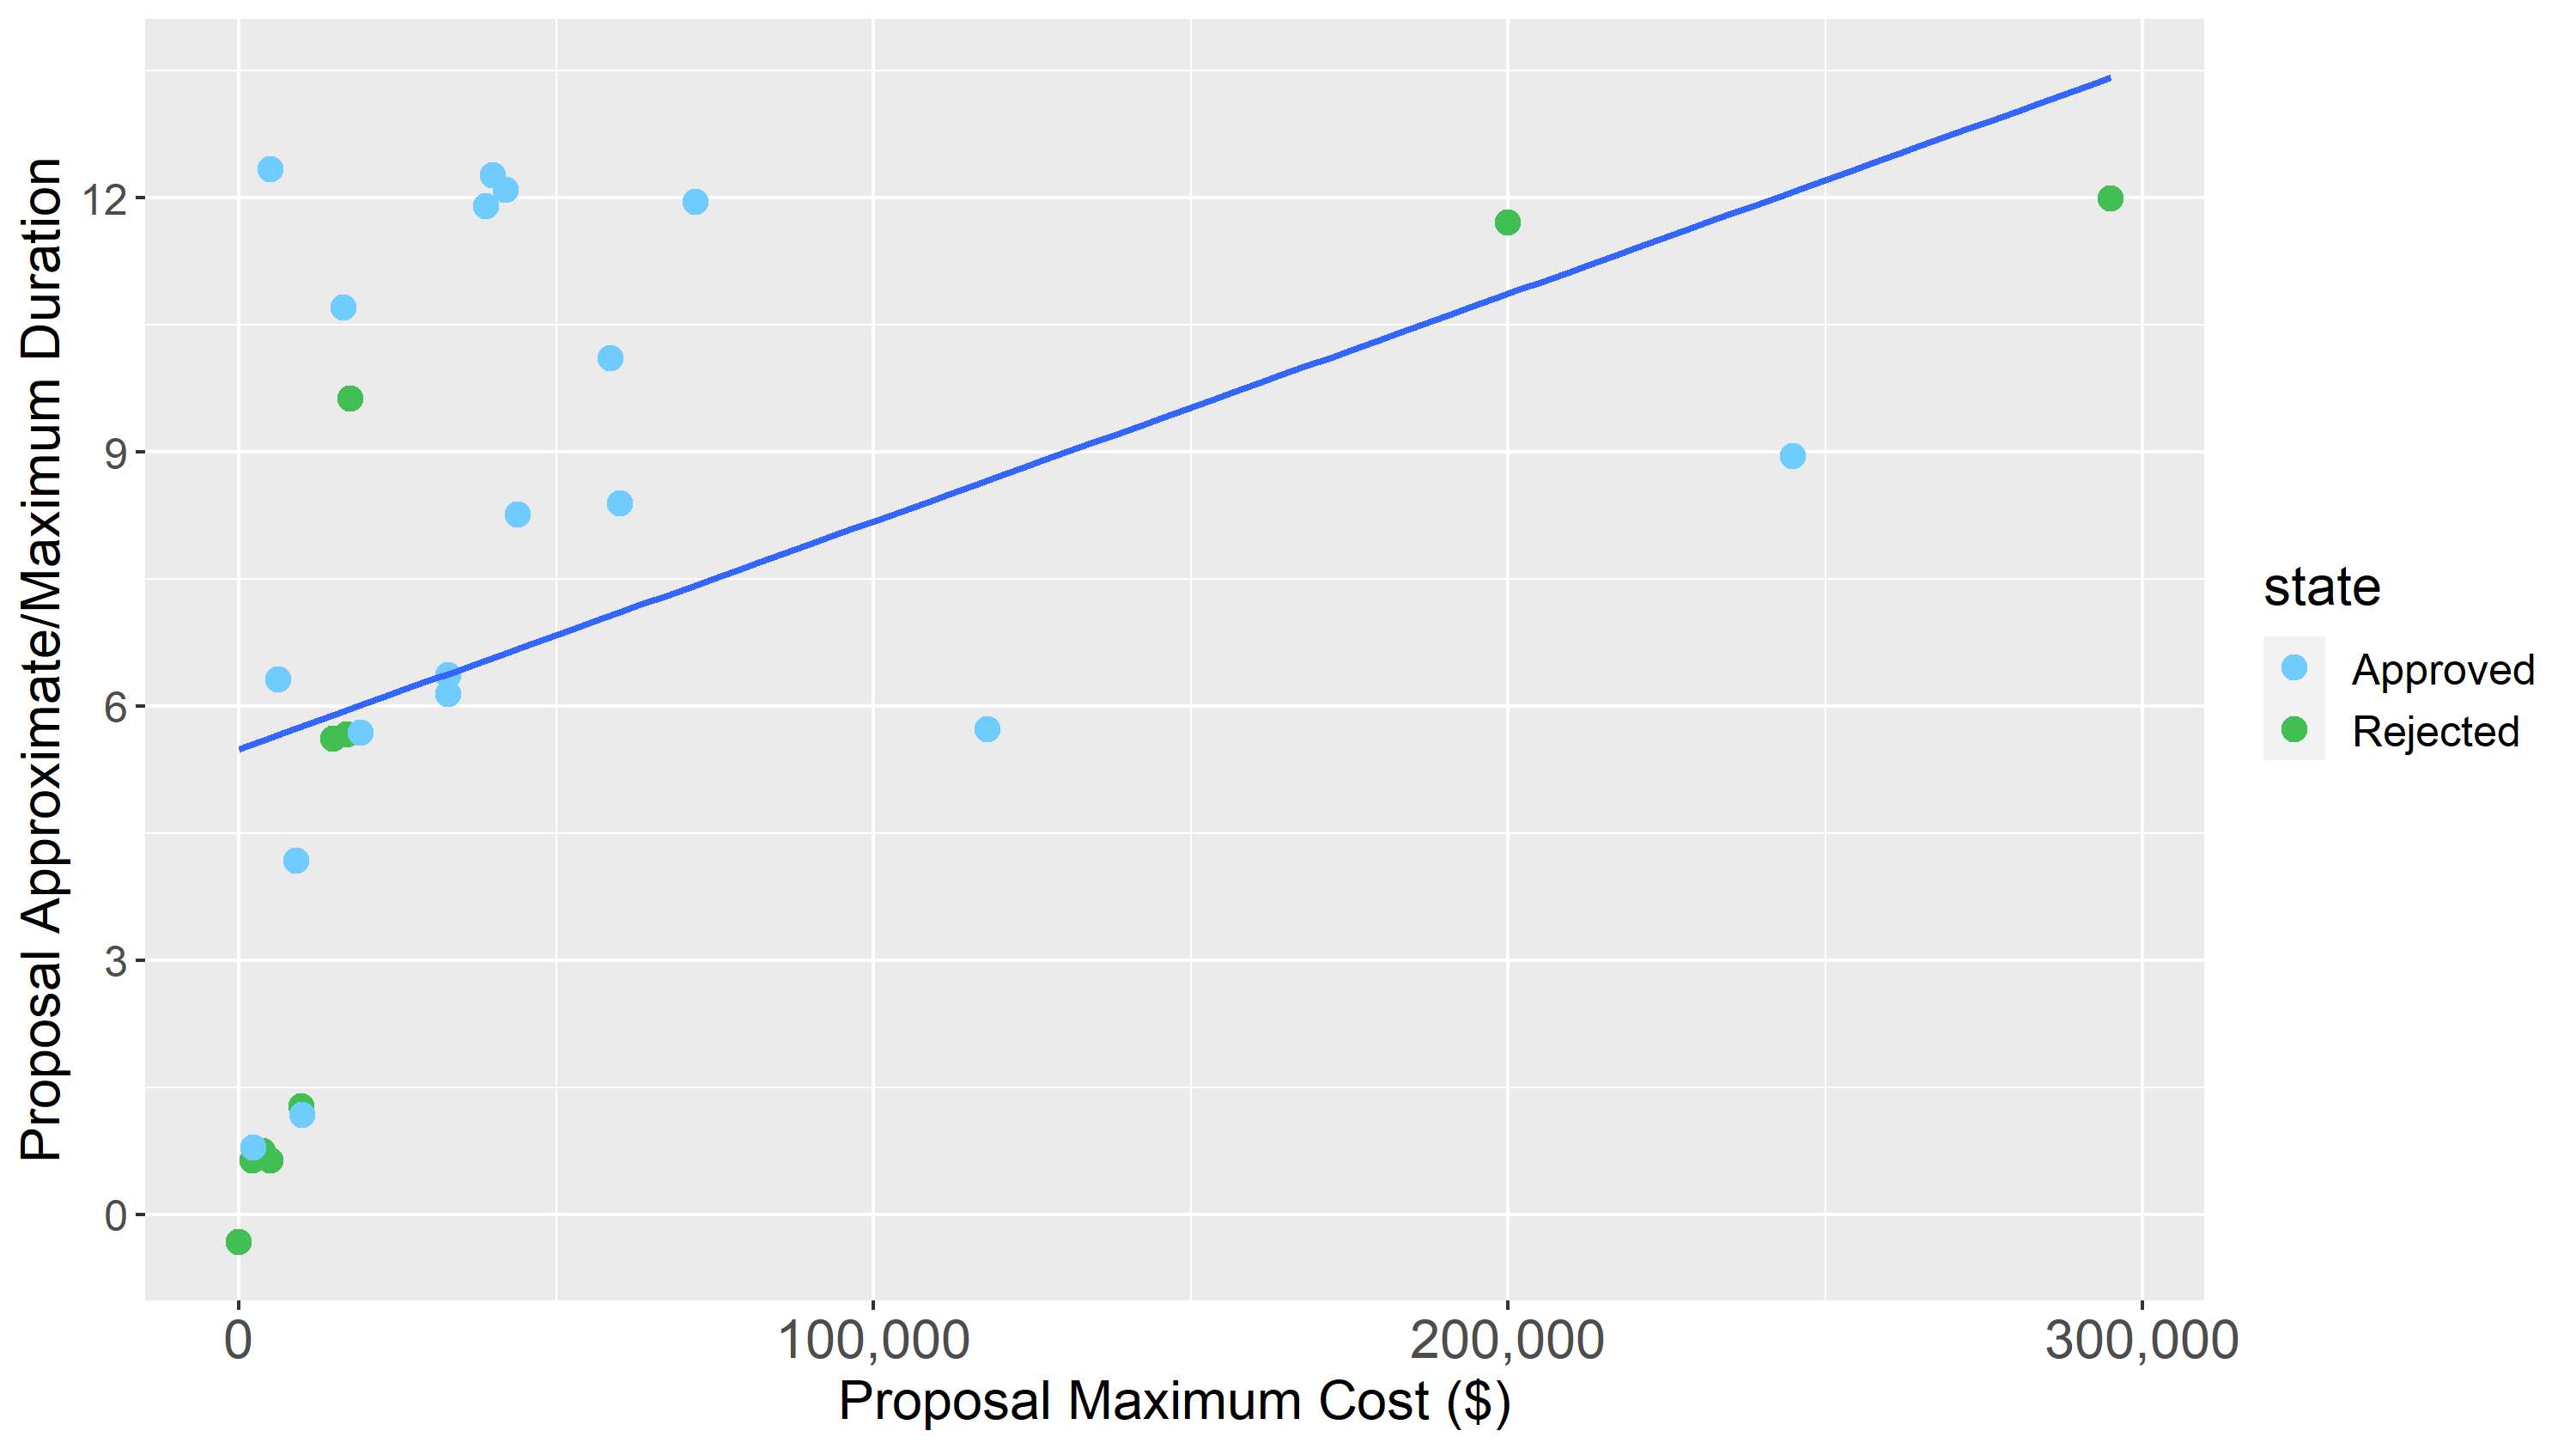 Proposal Approximate/Maximum Duration
12
9
6
3
0
0
100,000
200,000
300,000
Proposal Maximum Cost ($)
state
Approved
Rejected